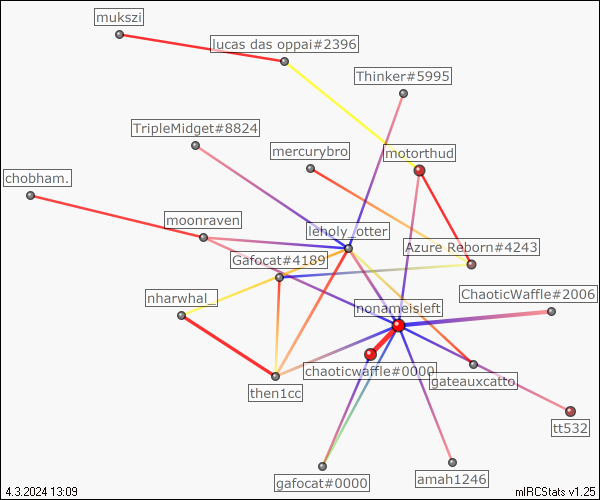 mukszi
lucas das oppai#2396
Thinker#5995
TripleMidget#8824
mercurybro
motorthud
chobham.
moonraven
leholy_otter
Azure Reborn#4243
Gafocat#4189
nharwhal_
ChaoticWaffle#2006
nonameisleft
chaoticwaffle#0000
gateauxcatto
then1cc
tt532
gafocat#0000
amah1246
4.3.2024 13:09
mIRCStats v1.25